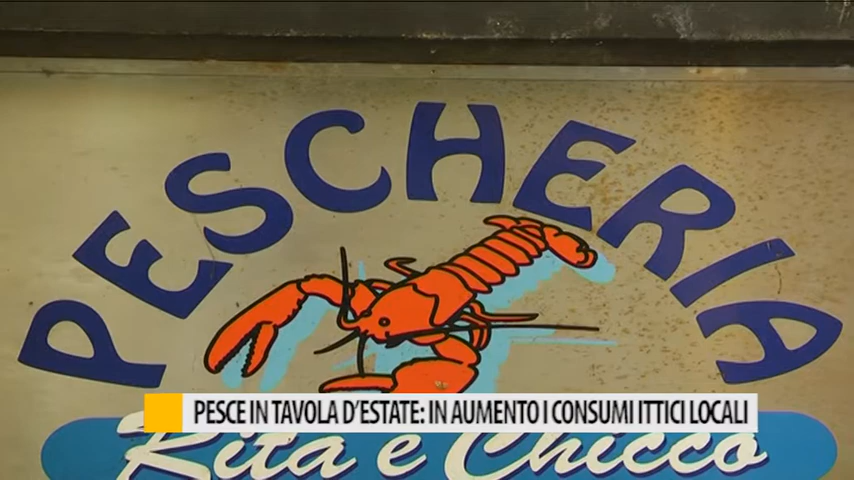 PESCHERIA
PESCE IN TAVOLA D'ESTATE: IN AUMENTO I CONSUMI ITTICI LOCALI
Rita e Chicco